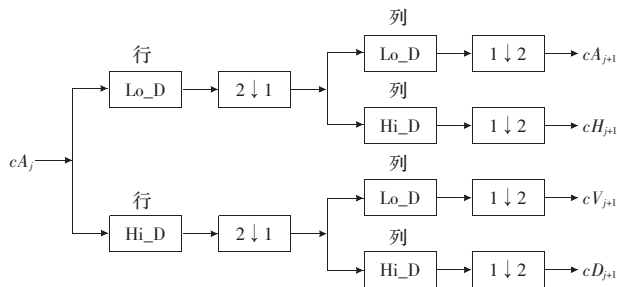 列
行
Lo_D 1↓2 cA_{j+1}
Lo_D 2↓1
列
Hi_D 1↓2 cH_{j+1}
cA_j
列
行
Lo_D 1↓2 cV_{j+1}
Hi_D 2↓1
列
Hi_D 1↓2 cD_{j+1}